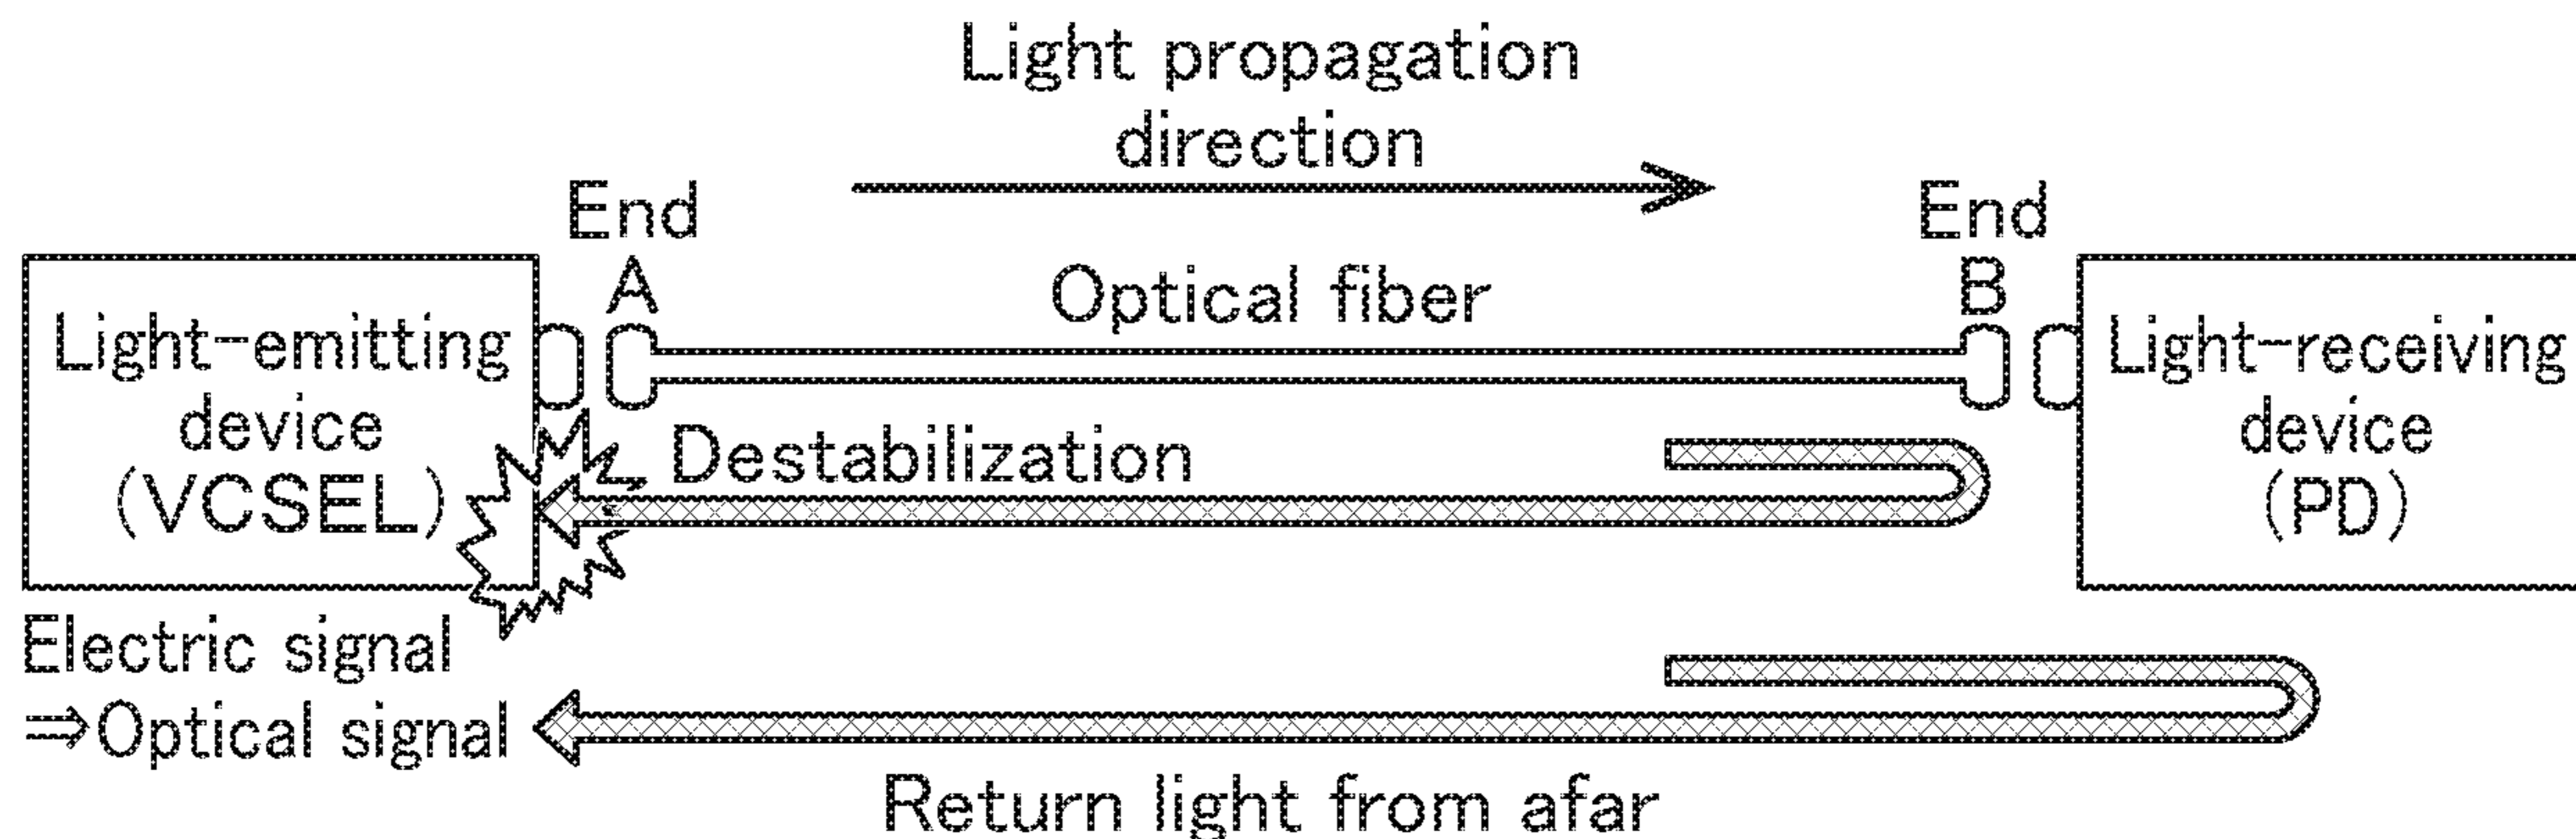 Light propagation
direction
End
A
End
B
Optical fiber
Light-emitting
device
(VCSEL)
Light-receiving
device
(PD)
Destabilization
Electric signal
⇒Optical signal
Return light from afar